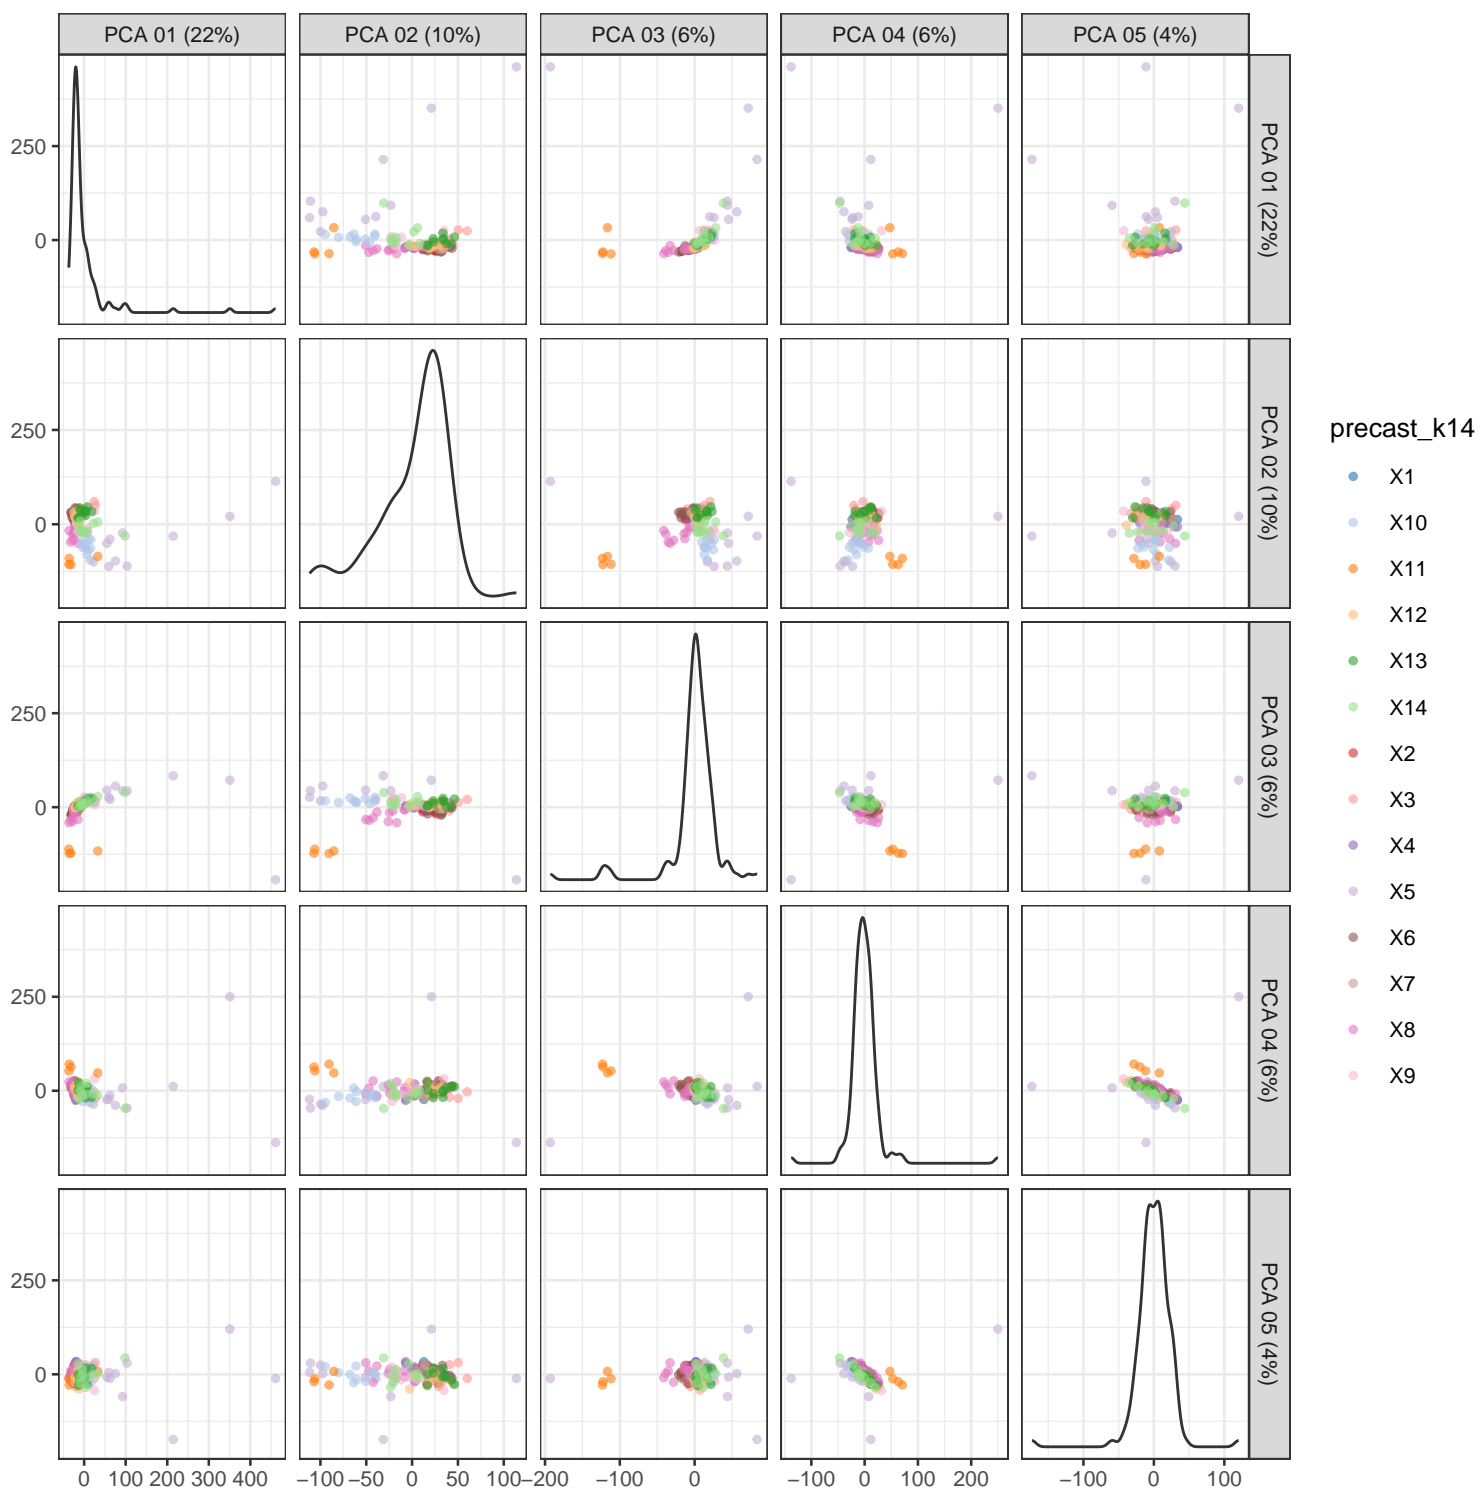 PCA 01 (22%) PCA 02 (10%) PCA 03 (6%) PCA 04 (6%) PCA 05 (4%)
250
0
PCA 01 (22%)
250
0
PCA 02 (10%)
250
0
PCA 03 (6%)
250
0
PCA 04 (6%)
250
0
PCA 05 (4%)
0 100 200 300 400 −100 −50 0 50 100 −200 −100 0 −100 0 100 200 −100 0 100
precast_k14
X1
X10
X11
X12
X13
X14
X2
X3
X4
X5
X6
X7
X8
X9